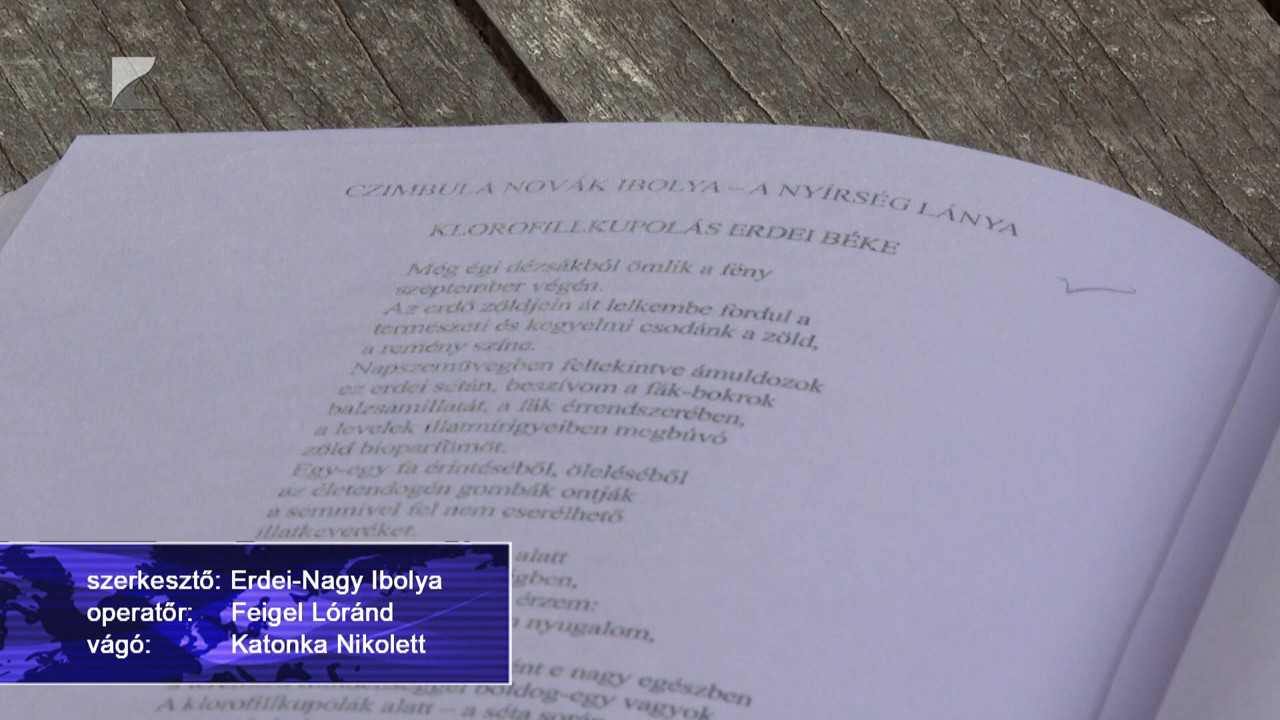 CZIMBULA NOVÁK IBOLYA – A NYÍRSÉG LÁNYA
KLOROFILLKUPOLÁS ERDEI BÉKE
Még égi dézsákból ömlik a fény
szeptember végén.
Az erdő zöldjein át lelkembe fordul a
természeti és kegyelmi csodánk a zöld,
a remény színe.
Napszemüvegben feltekintve ámuldozok
ez erdei sétán, beszívom a fák-bokrok
balzsamillatát, a fák érrendszerében,
a levelek illatmirigyeiben megbúvó
zöld bioparfümöt.
Egy-egy fa érintéséből, öleléséből
az életendogén gombák ontják
a semmivel fel nem cserélhető
illatkeveréket.
alatt
érzem:
nyugalom,
e nagy egészben
boldog-egy vagyok
A klorofillkupolák alatt – a séta során
szerkesztő: Erdei-Nagy Ibolya
operatőr: Feigel Lóránd
vágó: Katonka Nikolett